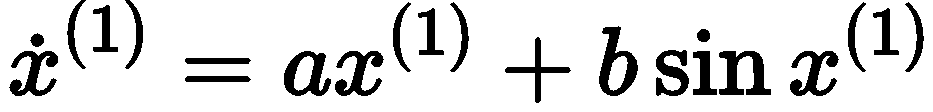 ẋ⁽¹⁾ = ax⁽¹⁾ + b sin x⁽¹⁾